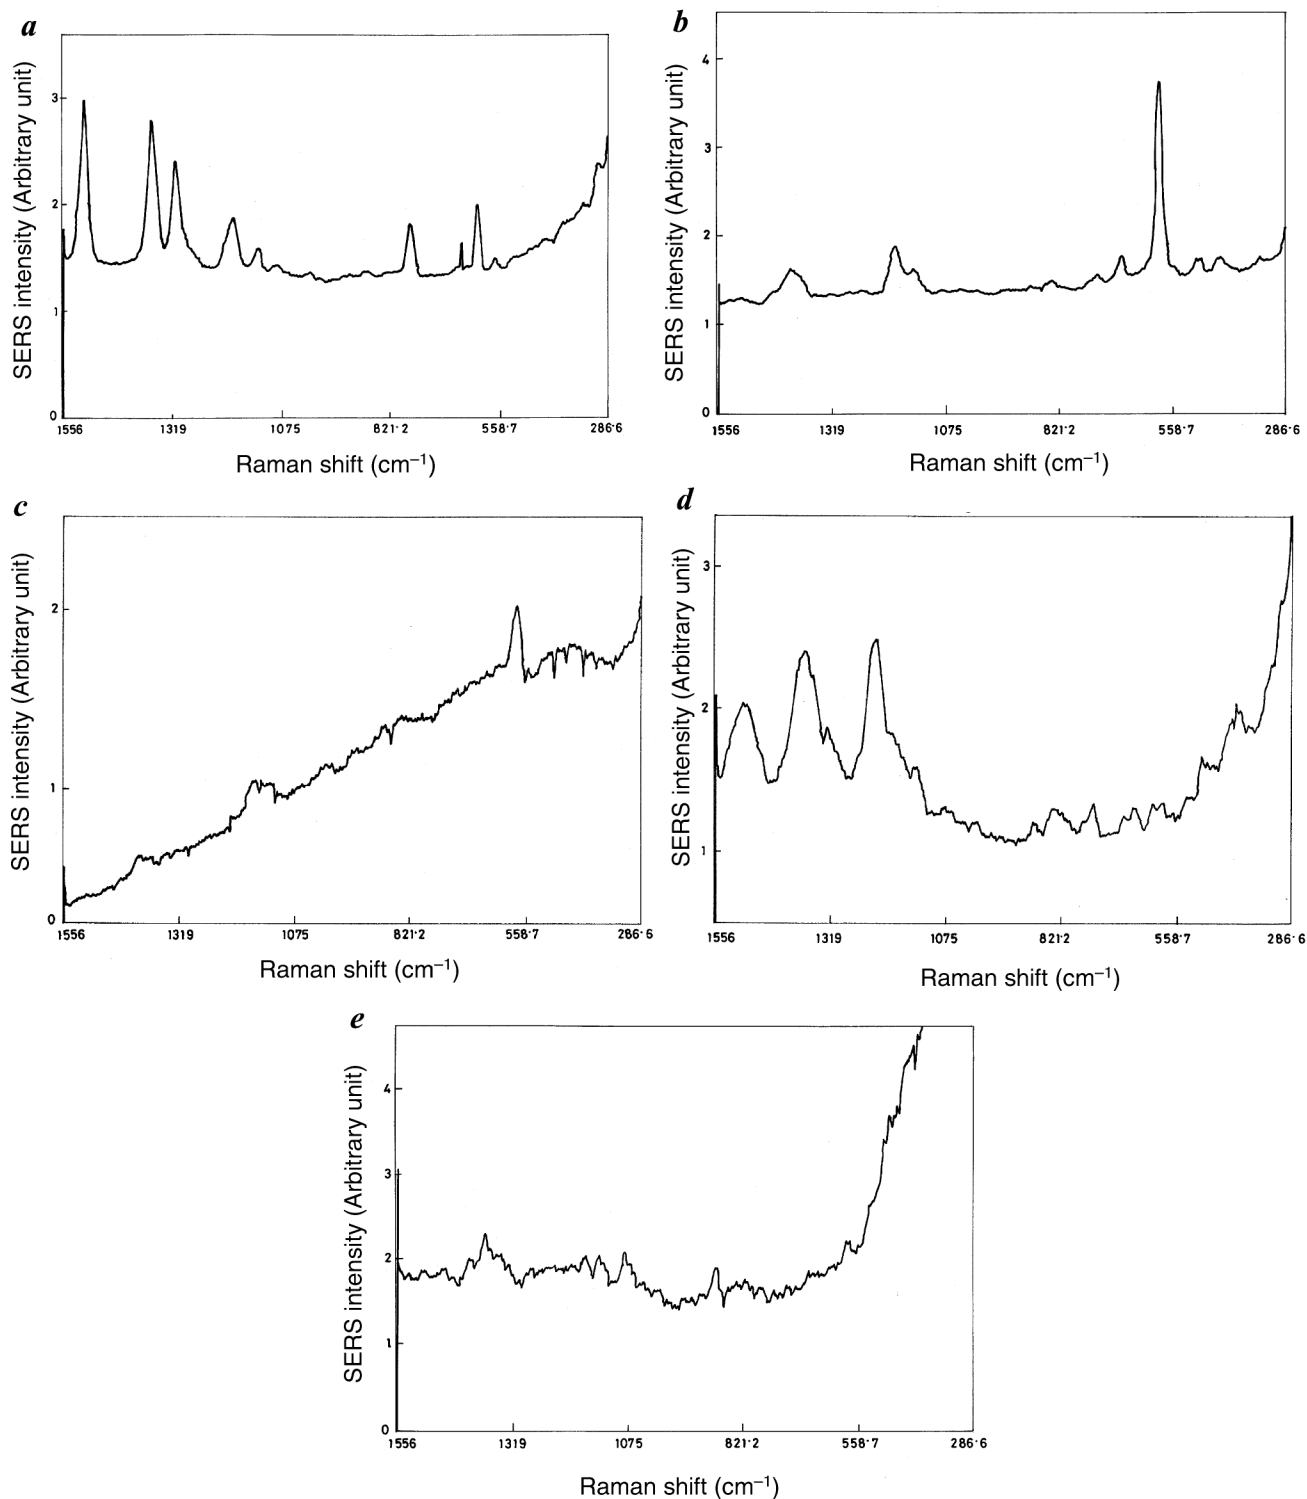 a
SERS intensity (Arbitrary unit)
3
2
1
0
1556 1319 1075 821·2 558·7 286·6
Raman shift (cm⁻¹)
b
SERS intensity (Arbitrary unit)
4
3
2
1
0
1556 1319 1075 821·2 558·7 286·6
Raman shift (cm⁻¹)
c
SERS intensity (Arbitrary unit)
2
1
0
1556 1319 1075 821·2 558·7 286·6
Raman shift (cm⁻¹)
d
SERS intensity (Arbitrary unit)
3
2
1
1556 1319 1075 821·2 558·7 286·6
Raman shift (cm⁻¹)
e
SERS intensity (Arbitrary unit)
4
3
2
1
0
1556 1319 1075 821·2 558·7 286·6
Raman shift (cm⁻¹)